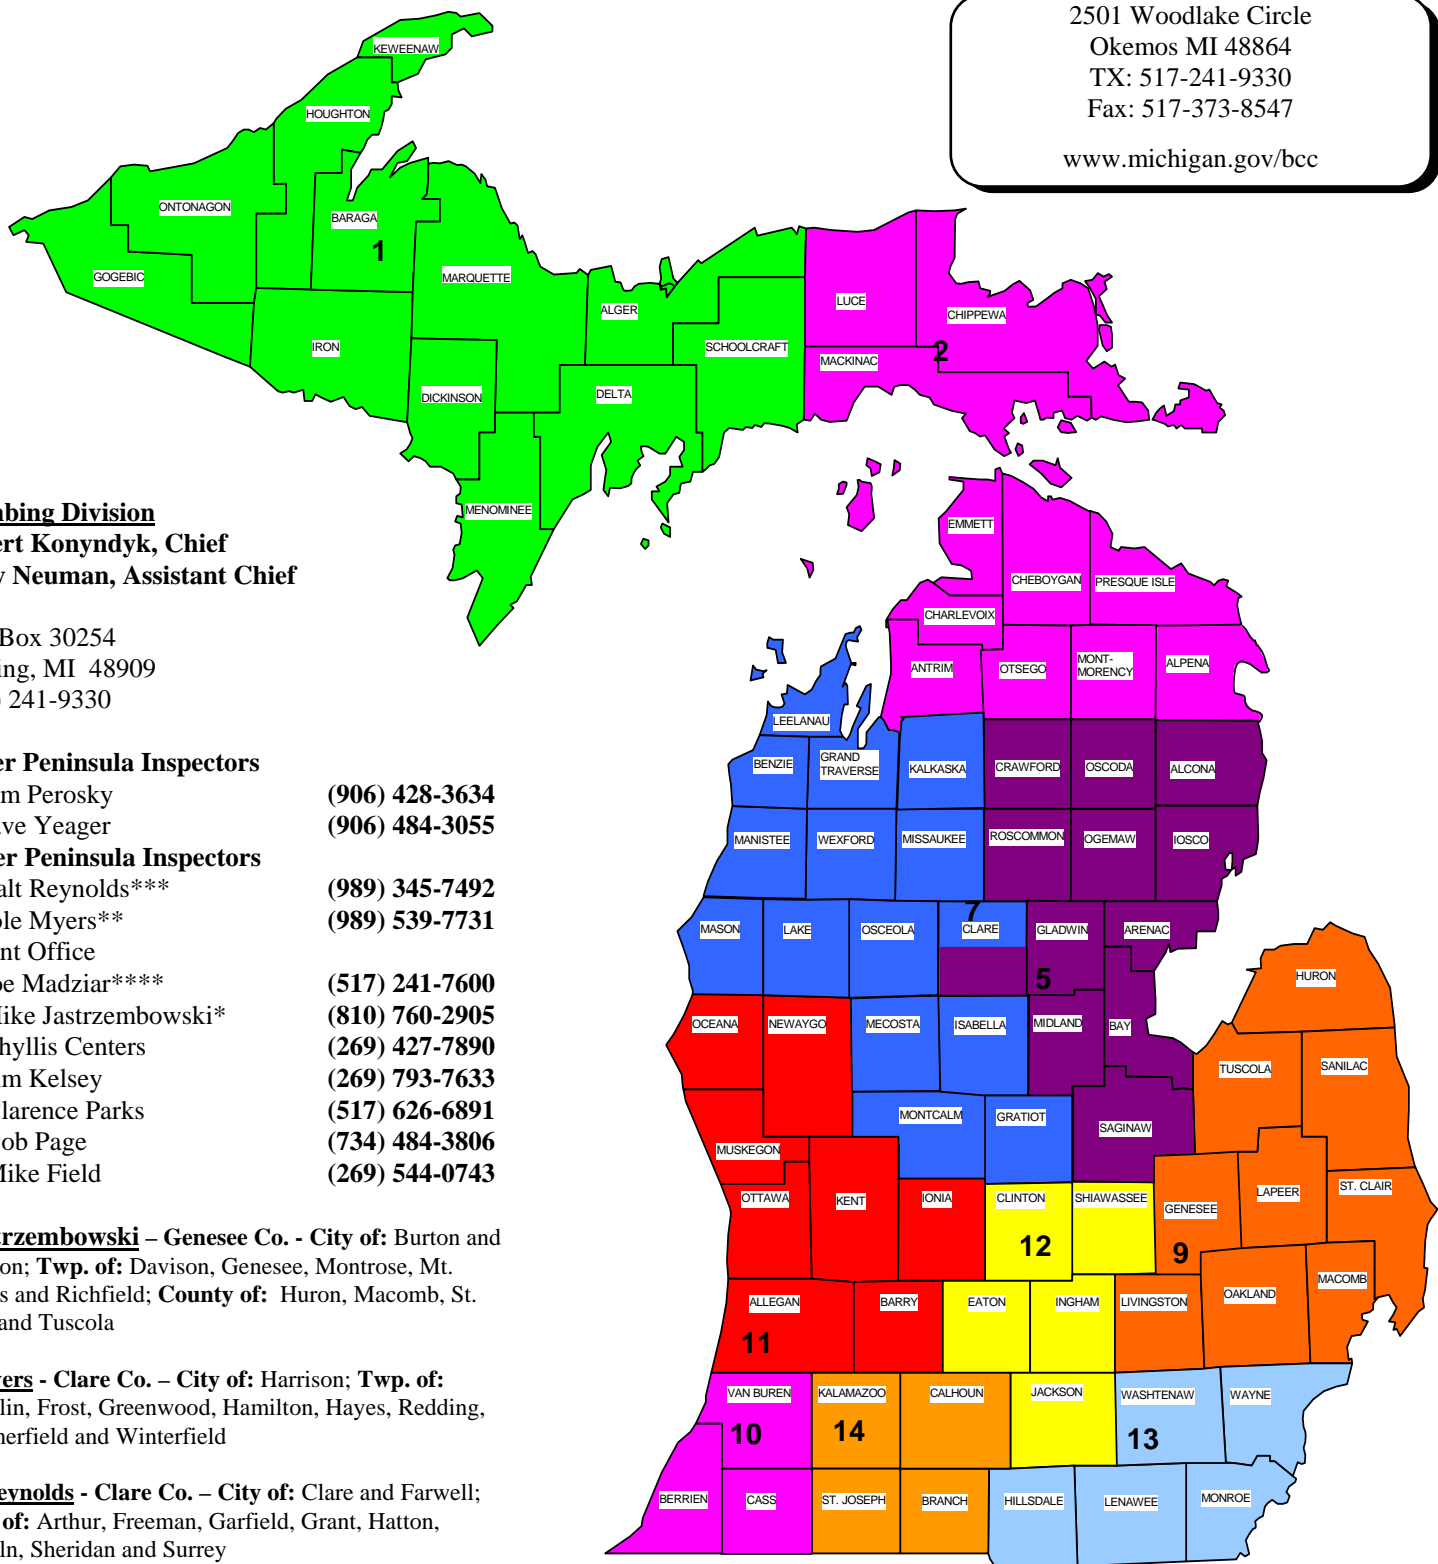 2501 Woodlake Circle
Okemos MI 48864
TX: 517-241-9330
Fax: 517-373-8547
www.michigan.gov/bcc
KEWEENAW
HOUGHTON
ONTONAGON
BARAGA
1
GOGEBIC
MARQUETTE
ALGER
LUCE
CHIPPEWA
IRON
SCHOOLCRAFT
MACKINAC
2
DICKINSON
DELTA
MENOMINEE
nbing Division
ert Konyndyk, Chief
y Neuman, Assistant Chief
Box 30254
ing, MI 48909
) 241-9330
er Peninsula Inspectors
m Perosky (906) 428-3634
ve Yeager (906) 484-3055
er Peninsula Inspectors
alt Reynolds*** (989) 345-7492
ole Myers** (989) 539-7731
nt Office
be Madziar**** (517) 241-7600
Mike Jastrzembowski* (810) 760-2905
hyllis Centers (269) 427-7890
im Kelsey (269) 793-7633
Clarence Parks (517) 626-6891
ob Page (734) 484-3806
Mike Field (269) 544-0743
trzembowski – Genesee Co. - City of: Burton and
on; Twp. of: Davison, Genesee, Montrose, Mt.
s and Richfield; County of: Huron, Macomb, St.
and Tuscola
yers - Clare Co. – City of: Harrison; Twp. of:
lin, Frost, Greenwood, Hamilton, Hayes, Redding,
merfield and Winterfield
eynolds - Clare Co. – City of: Clare and Farwell;
of: Arthur, Freeman, Garfield, Grant, Hatton,
ln, Sheridan and Surrey
EMMETT
CHEBOYGAN
PRESQUE ISLE
CHARLEVOIX
ANTRIM
OTSEGO
MONT-
MORENCY
ALPENA
LEELANAU
BENZIE
GRAND
TRAVERSE
KALKASKA
CRAWFORD
OSCODA
ALCONA
MANISTEE
WEXFORD
MISSAUKEE
ROSCOMMON
OGEMAW
IOSCO
7
MASON
LAKE
OSCEOLA
CLARE
GLADWIN
ARENAC
5
HURON
OCEANA
NEWAYGO
MECOSTA
ISABELLA
MIDLAND
BAY
TUSCOLA
SANILAC
MONTCALM
GRATIOT
SAGINAW
MUSKEGON
OTTAWA
KENT
IONIA
CLINTON
SHIAWASSEE
GENESEE
LAPEER
ST. CLAIR
12
9
ALLEGAN
BARRY
EATON
INGHAM
LIVINGSTON
OAKLAND
MACOMB
11
VAN BUREN
KALAMAZOO
CALHOUN
JACKSON
WASHTENAW
WAYNE
10
14
13
BERRIEN
CASS
ST. JOSEPH
BRANCH
HILLSDALE
LENAWEE
MONROE